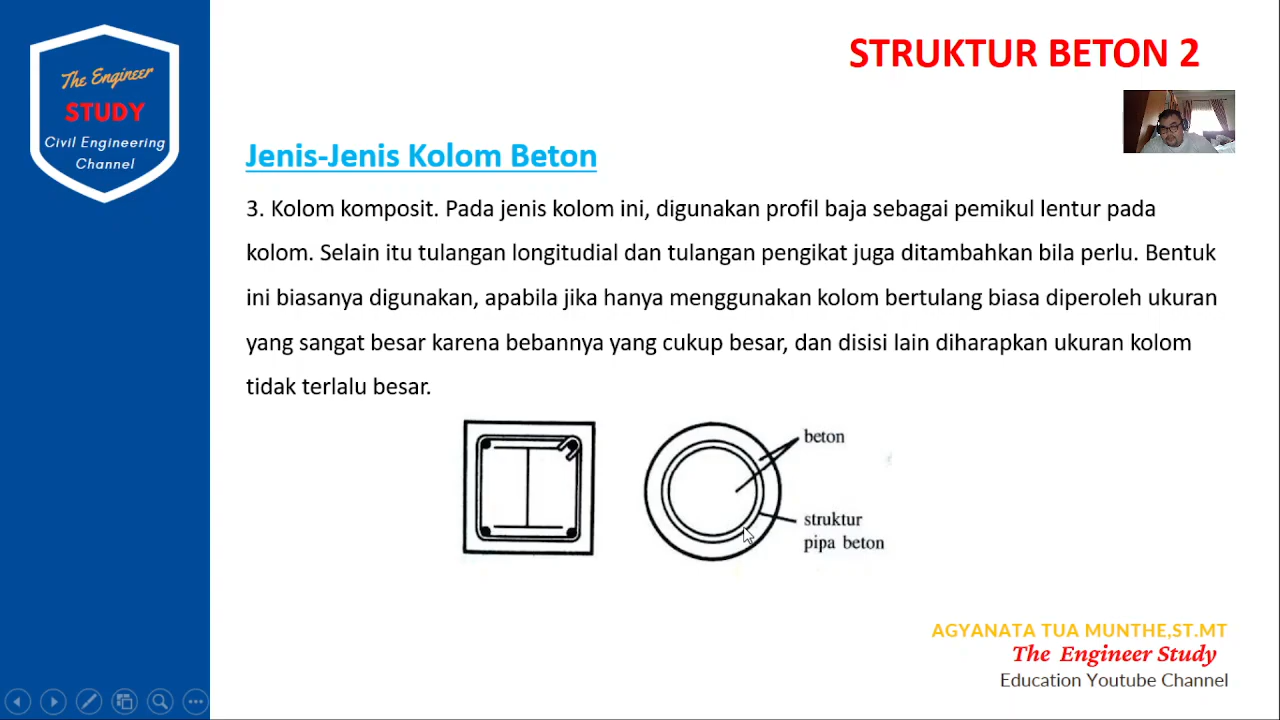 The Engineer
STUDY
Civil Engineering
Channel
STRUKTUR BETON 2
Jenis-Jenis Kolom Beton
3. Kolom komposit. Pada jenis kolom ini, digunakan profil baja sebagai pemikul lentur pada
kolom. Selain itu tulangan longitudial dan tulangan pengikat juga ditambahkan bila perlu. Bentuk
ini biasanya digunakan, apabila jika hanya menggunakan kolom bertulang biasa diperoleh ukuran
yang sangat besar karena bebannya yang cukup besar, dan disisi lain diharapkan ukuran kolom
tidak terlalu besar.
beton
struktur
pipa beton
AGYANATA TUA MUNTHE,ST.MT
The Engineer Study
Education Youtube Channel